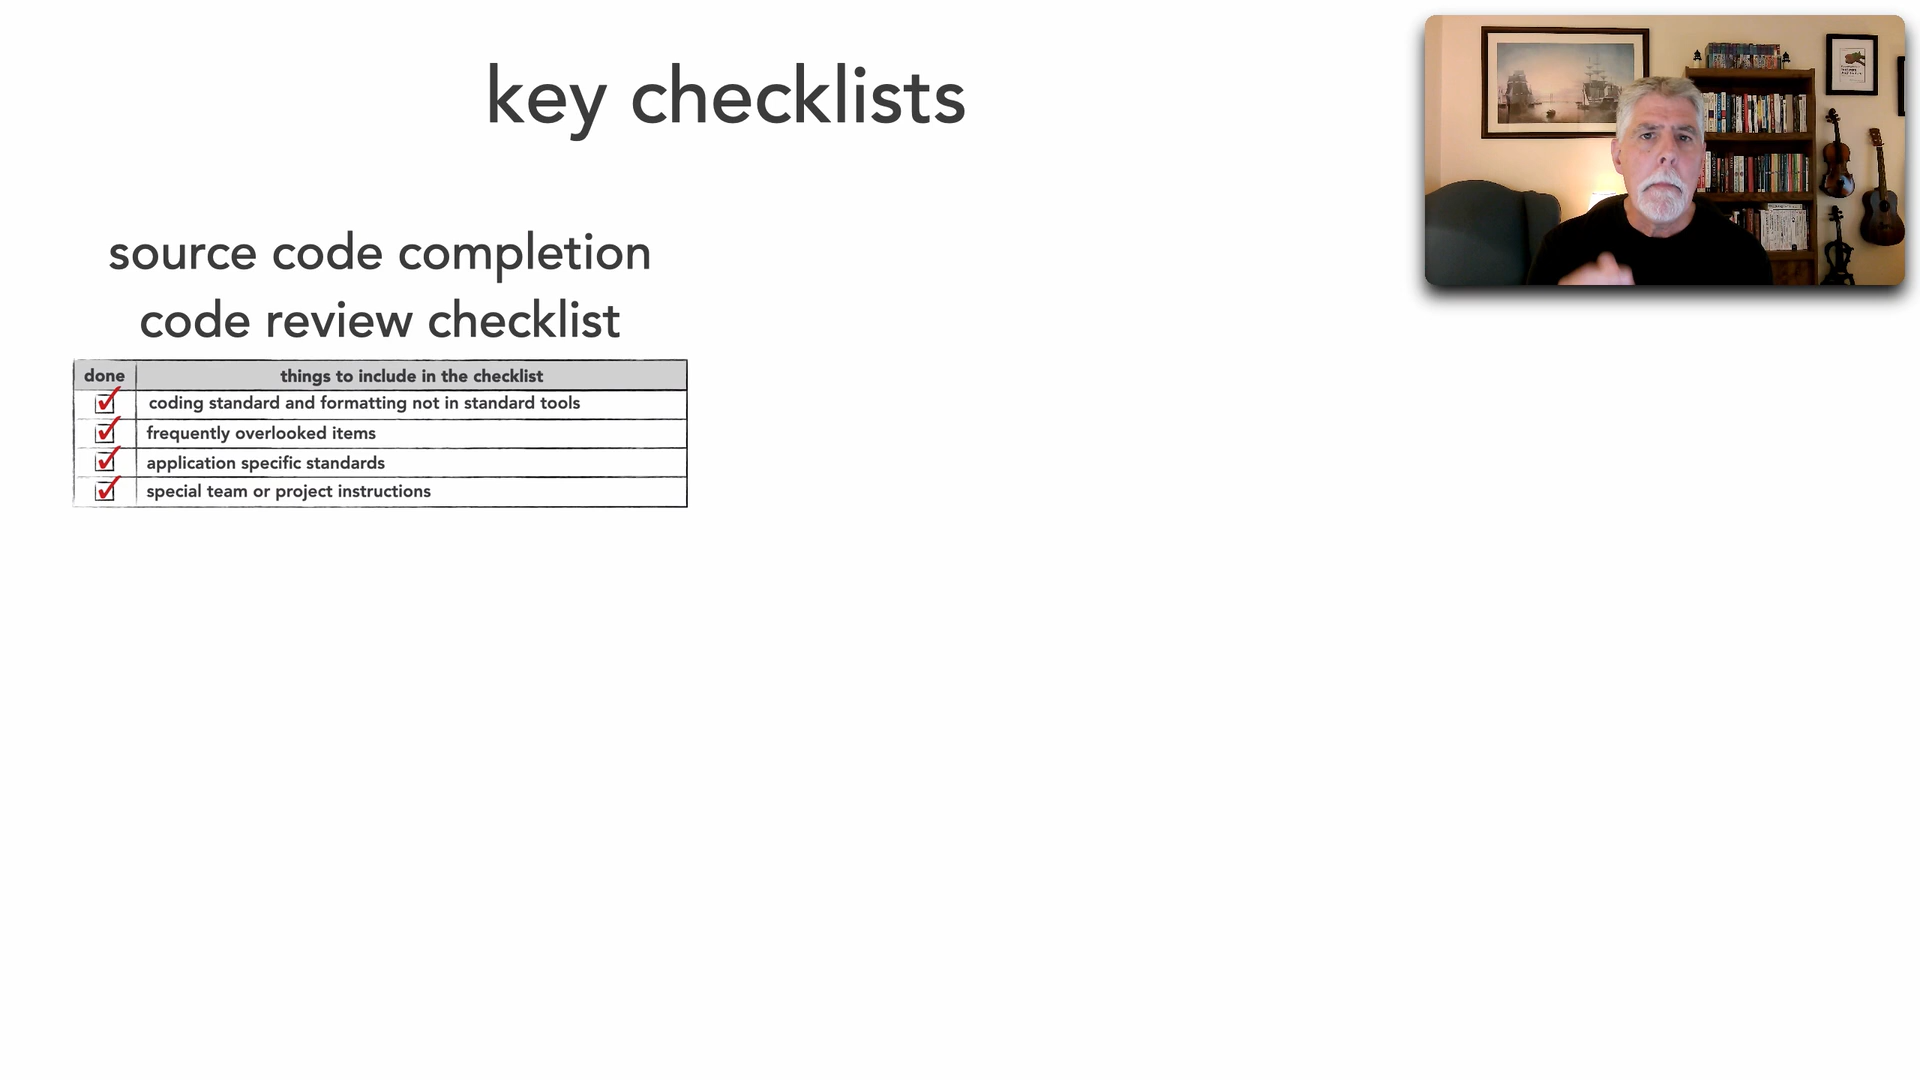 key checklists
source code completion
code review checklist
done things to include in the checklist
coding standard and formatting not in standard tools
frequently overlooked items
application specific standards
special team or project instructions